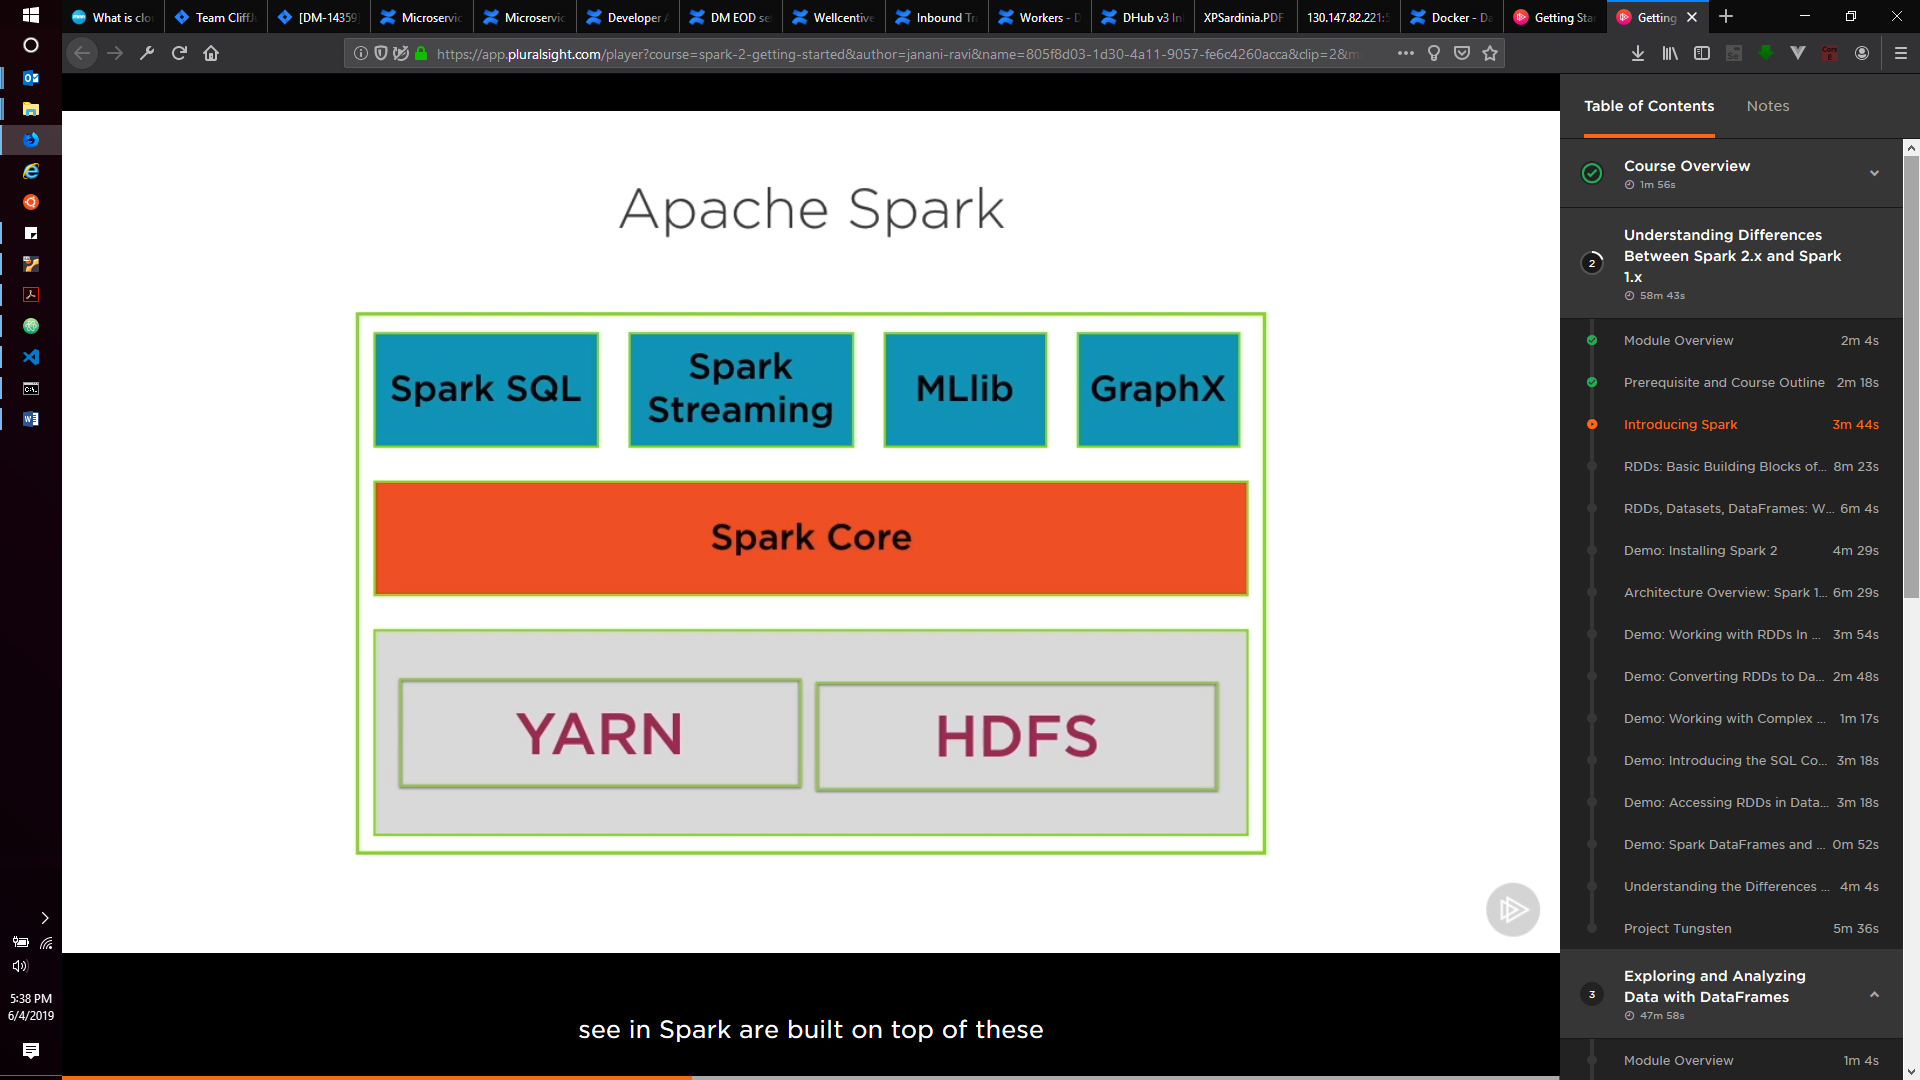 What is clo
Team CliffJ
[DM-14359]
Microservic
Microservic
Developer A
DM EOD se
Wellcentive
Inbound Tr
Workers - D
DHub v3 In
XPSardinia.PDF
130.147.82.221:5
Docker - Da
Getting Sta
Getting
https://app.pluralsight.com/player?course=spark-2-getting-started&author=janani-ravi&name=805f8d03-1d30-4a11-9057-fe6c4260acca&clip=2&m
Table of Contents
Notes
Course Overview
1m 56s
2
Understanding Differences
Between Spark 2.x and Spark
1.x
58m 43s
Module Overview 2m 4s
Prerequisite and Course Outline 2m 18s
Introducing Spark 3m 44s
RDDs: Basic Building Blocks of... 8m 23s
RDDs, Datasets, DataFrames: W... 6m 4s
Demo: Installing Spark 2 4m 29s
Architecture Overview: Spark 1... 6m 29s
Demo: Working with RDDs In ... 3m 54s
Demo: Converting RDDs to Da... 2m 48s
Demo: Working with Complex ... 1m 17s
Demo: Introducing the SQL Co... 3m 18s
Demo: Accessing RDDs in Data... 3m 18s
Demo: Spark DataFrames and ... 0m 52s
Understanding the Differences ... 4m 4s
Project Tungsten 5m 36s
3
Exploring and Analyzing
Data with DataFrames
47m 58s
Module Overview 1m 4s
Apache Spark
Spark SQL
Spark
Streaming
MLlib
GraphX
Spark Core
YARN
HDFS
see in Spark are built on top of these
5:38 PM
6/4/2019